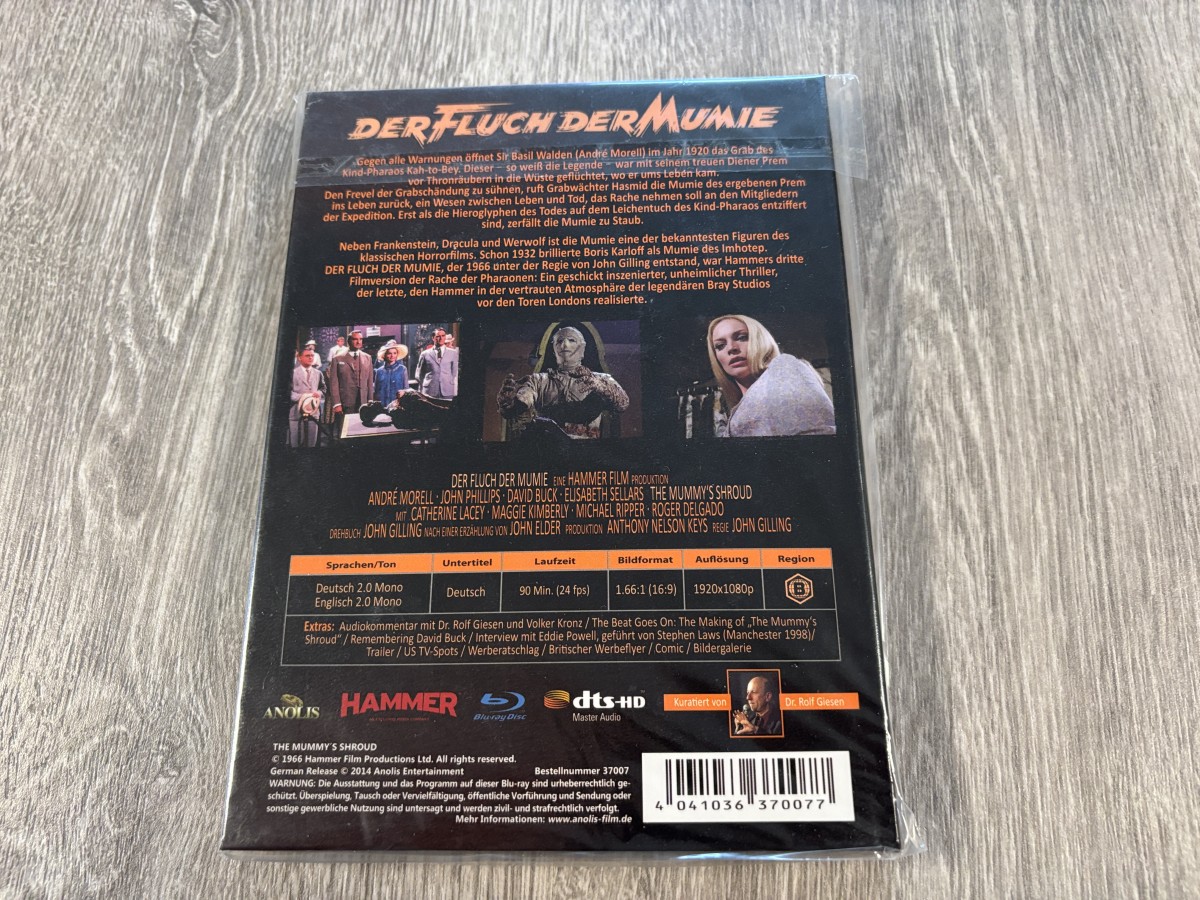 DER FLUCH DER MUMIE
Gegen alle Warnungen öffnet Sir Basil Walden (André Morell) im Jahr 1920 das Grab des
Kind-Pharaos Kah-to-Bey. Dieser – so weiß die Legende – war mit seinem treuen Diener Prem
vor Thronräubern in die Wüste geflüchtet, wo er ums Leben kam.
Den Frevel der Grabschändung zu sühnen, ruft Grabwächter Hasmid die Mumie des ergebenen Prem
ins Leben zurück, ein Wesen zwischen Leben und Tod, das Rache nehmen soll an den Mitgliedern
der Expedition. Erst als die Hieroglyphen des Todes auf dem Leichentuch des Kind-Pharaos entziffert
sind, zerfällt die Mumie zu Staub.
Neben Frankenstein, Dracula und Werwolf ist die Mumie eine der bekanntesten Figuren des
klassischen Horrorfilms. Schon 1932 brillierte Boris Karloff als Mumie des Imhotep.
DER FLUCH DER MUMIE, der 1966 unter der Regie von John Gilling entstand, war Hammers dritte
Filmversion der Rache der Pharaonen: Ein geschickt inszenierter, unheimlicher Thriller,
der letzte, den Hammer in der vertrauten Atmosphäre der legendären Bray Studios
vor den Toren Londons realisierte.
DER FLUCH DER MUMIE EINE HAMMER FILM PRODUKTION
ANDRÉ MORELL · JOHN PHILLIPS · DAVID BUCK · ELISABETH SELLARS THE MUMMY'S SHROUD
MIT CATHERINE LACEY · MAGGIE KIMBERLY · MICHAEL RIPPER · ROGER DELGADO
DREHBUCH JOHN GILLING NACH EINER ERZÄHLUNG VON JOHN ELDER PRODUKTION ANTHONY NELSON KEYS REGIE JOHN GILLING
Sprachen/Ton Untertitel Laufzeit Bildformat Auflösung Region
Deutsch 2.0 Mono
Englisch 2.0 Mono
Deutsch 90 Min. (24 fps) 1.66:1 (16:9) 1920x1080p B
Extras: Audiokommentar mit Dr. Rolf Giesen und Volker Kronz / The Beat Goes On: The Making of „The Mummy's
Shroud" / Remembering David Buck / Interview mit Eddie Powell, geführt von Stephen Laws (Manchester 1998)/
Trailer / US TV-Spots / Werberatschlag / Britischer Werbeflyer / Comic / Bildergalerie
ANOLIS HAMMER Blu-ray Disc dts-HD
Master Audio
Kuratiert von Dr. Rolf Giesen
THE MUMMY´S SHROUD
© 1966 Hammer Film Productions Ltd. All rights reserved.
German Release © 2014 Anolis Entertainment Bestellnummer 37007
WARNUNG: Die Ausstattung und das Programm auf dieser Blu-ray sind urheberrechtlich ge-
schützt. Überspielung, Tausch oder Vervielfältigung, öffentliche Vorführung und Sendung oder
sonstige gewerbliche Nutzung sind untersagt und werden zivil- und strafrechtlich verfolgt.
Mehr Informationen: www.anolis-film.de
4 041036 370077